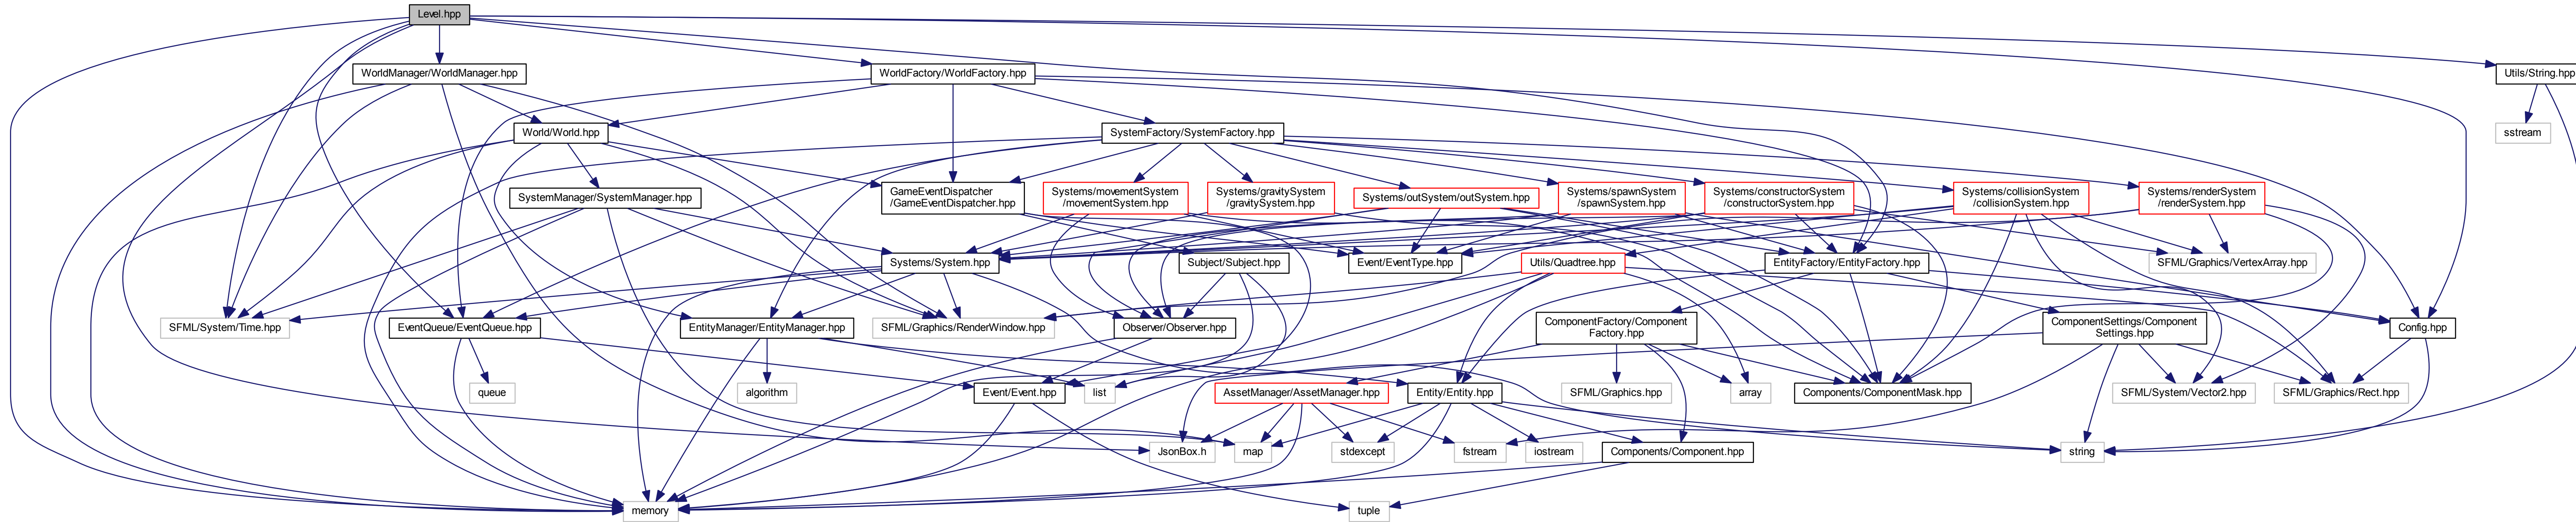 Level.hpp
WorldManager/WorldManager.hpp
WorldFactory/WorldFactory.hpp
Utils/String.hpp
World/World.hpp
SystemFactory/SystemFactory.hpp
sstream
SystemManager/SystemManager.hpp
GameEventDispatcher
/GameEventDispatcher.hpp
Systems/movementSystem
/movementSystem.hpp
Systems/gravitySystem
/gravitySystem.hpp
Systems/outSystem/outSystem.hpp
Systems/spawnSystem
/spawnSystem.hpp
Systems/constructorSystem
/constructorSystem.hpp
Systems/collisionSystem
/collisionSystem.hpp
Systems/renderSystem
/renderSystem.hpp
Systems/System.hpp
Subject/Subject.hpp
Event/EventType.hpp
Utils/Quadtree.hpp
EntityFactory/EntityFactory.hpp
SFML/Graphics/VertexArray.hpp
SFML/System/Time.hpp
EventQueue/EventQueue.hpp
EntityManager/EntityManager.hpp
SFML/Graphics/RenderWindow.hpp
Observer/Observer.hpp
ComponentFactory/Component
Factory.hpp
ComponentSettings/Component
Settings.hpp
Config.hpp
queue
algorithm
Event/Event.hpp
list
AssetManager/AssetManager.hpp
Entity/Entity.hpp
SFML/Graphics.hpp
array
Components/ComponentMask.hpp
SFML/System/Vector2.hpp
SFML/Graphics/Rect.hpp
JsonBox.h
map
stdexcept
fstream
iostream
Components/Component.hpp
string
memory
tuple